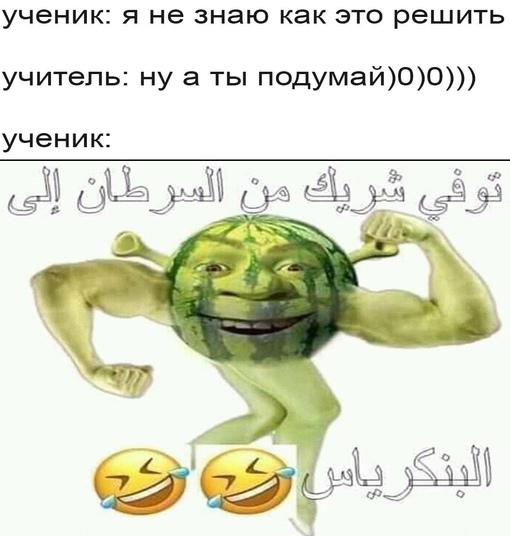 ученик: я не знаю как это решить
учитель: ну а ты подумай)0)0)))
ученик:
توفي شريك من السرطان إلى
البنكرياس